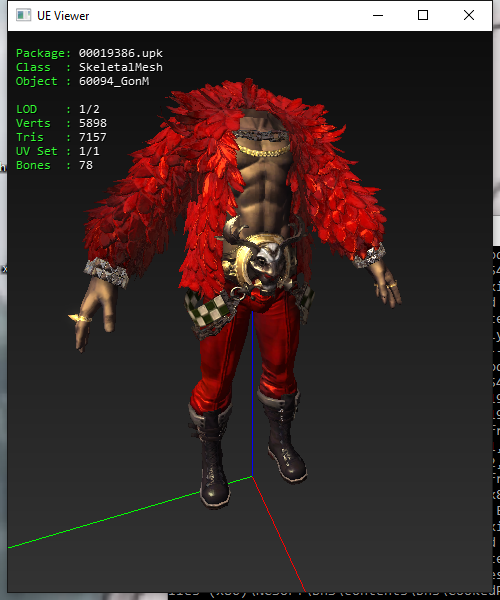 UE Viewer
Package: 00019386.upk
Class : SkeletalMesh
Object : 60094_GonM
LOD : 1/2
Verts : 5898
Tris : 7157
UV Set : 1/1
Bones : 78